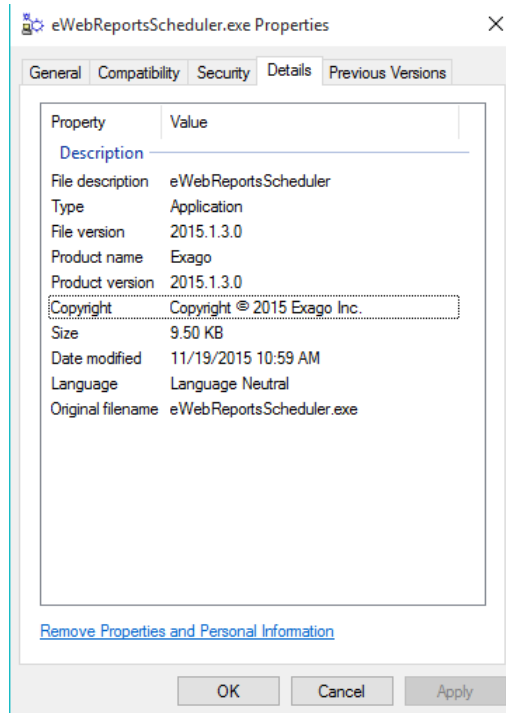 eWebReportsScheduler.exe Properties
General Compatibility Security Details Previous Versions
Property Value
Description
File description eWebReportsScheduler
Type Application
File version 2015.1.3.0
Product name Exago
Product version 2015.1.3.0
Copyright Copyright © 2015 Exago Inc.
Size 9.50 KB
Date modified 11/19/2015 10:59 AM
Language Language Neutral
Original filename eWebReportsScheduler.exe
Remove Properties and Personal Information
OK Cancel Apply